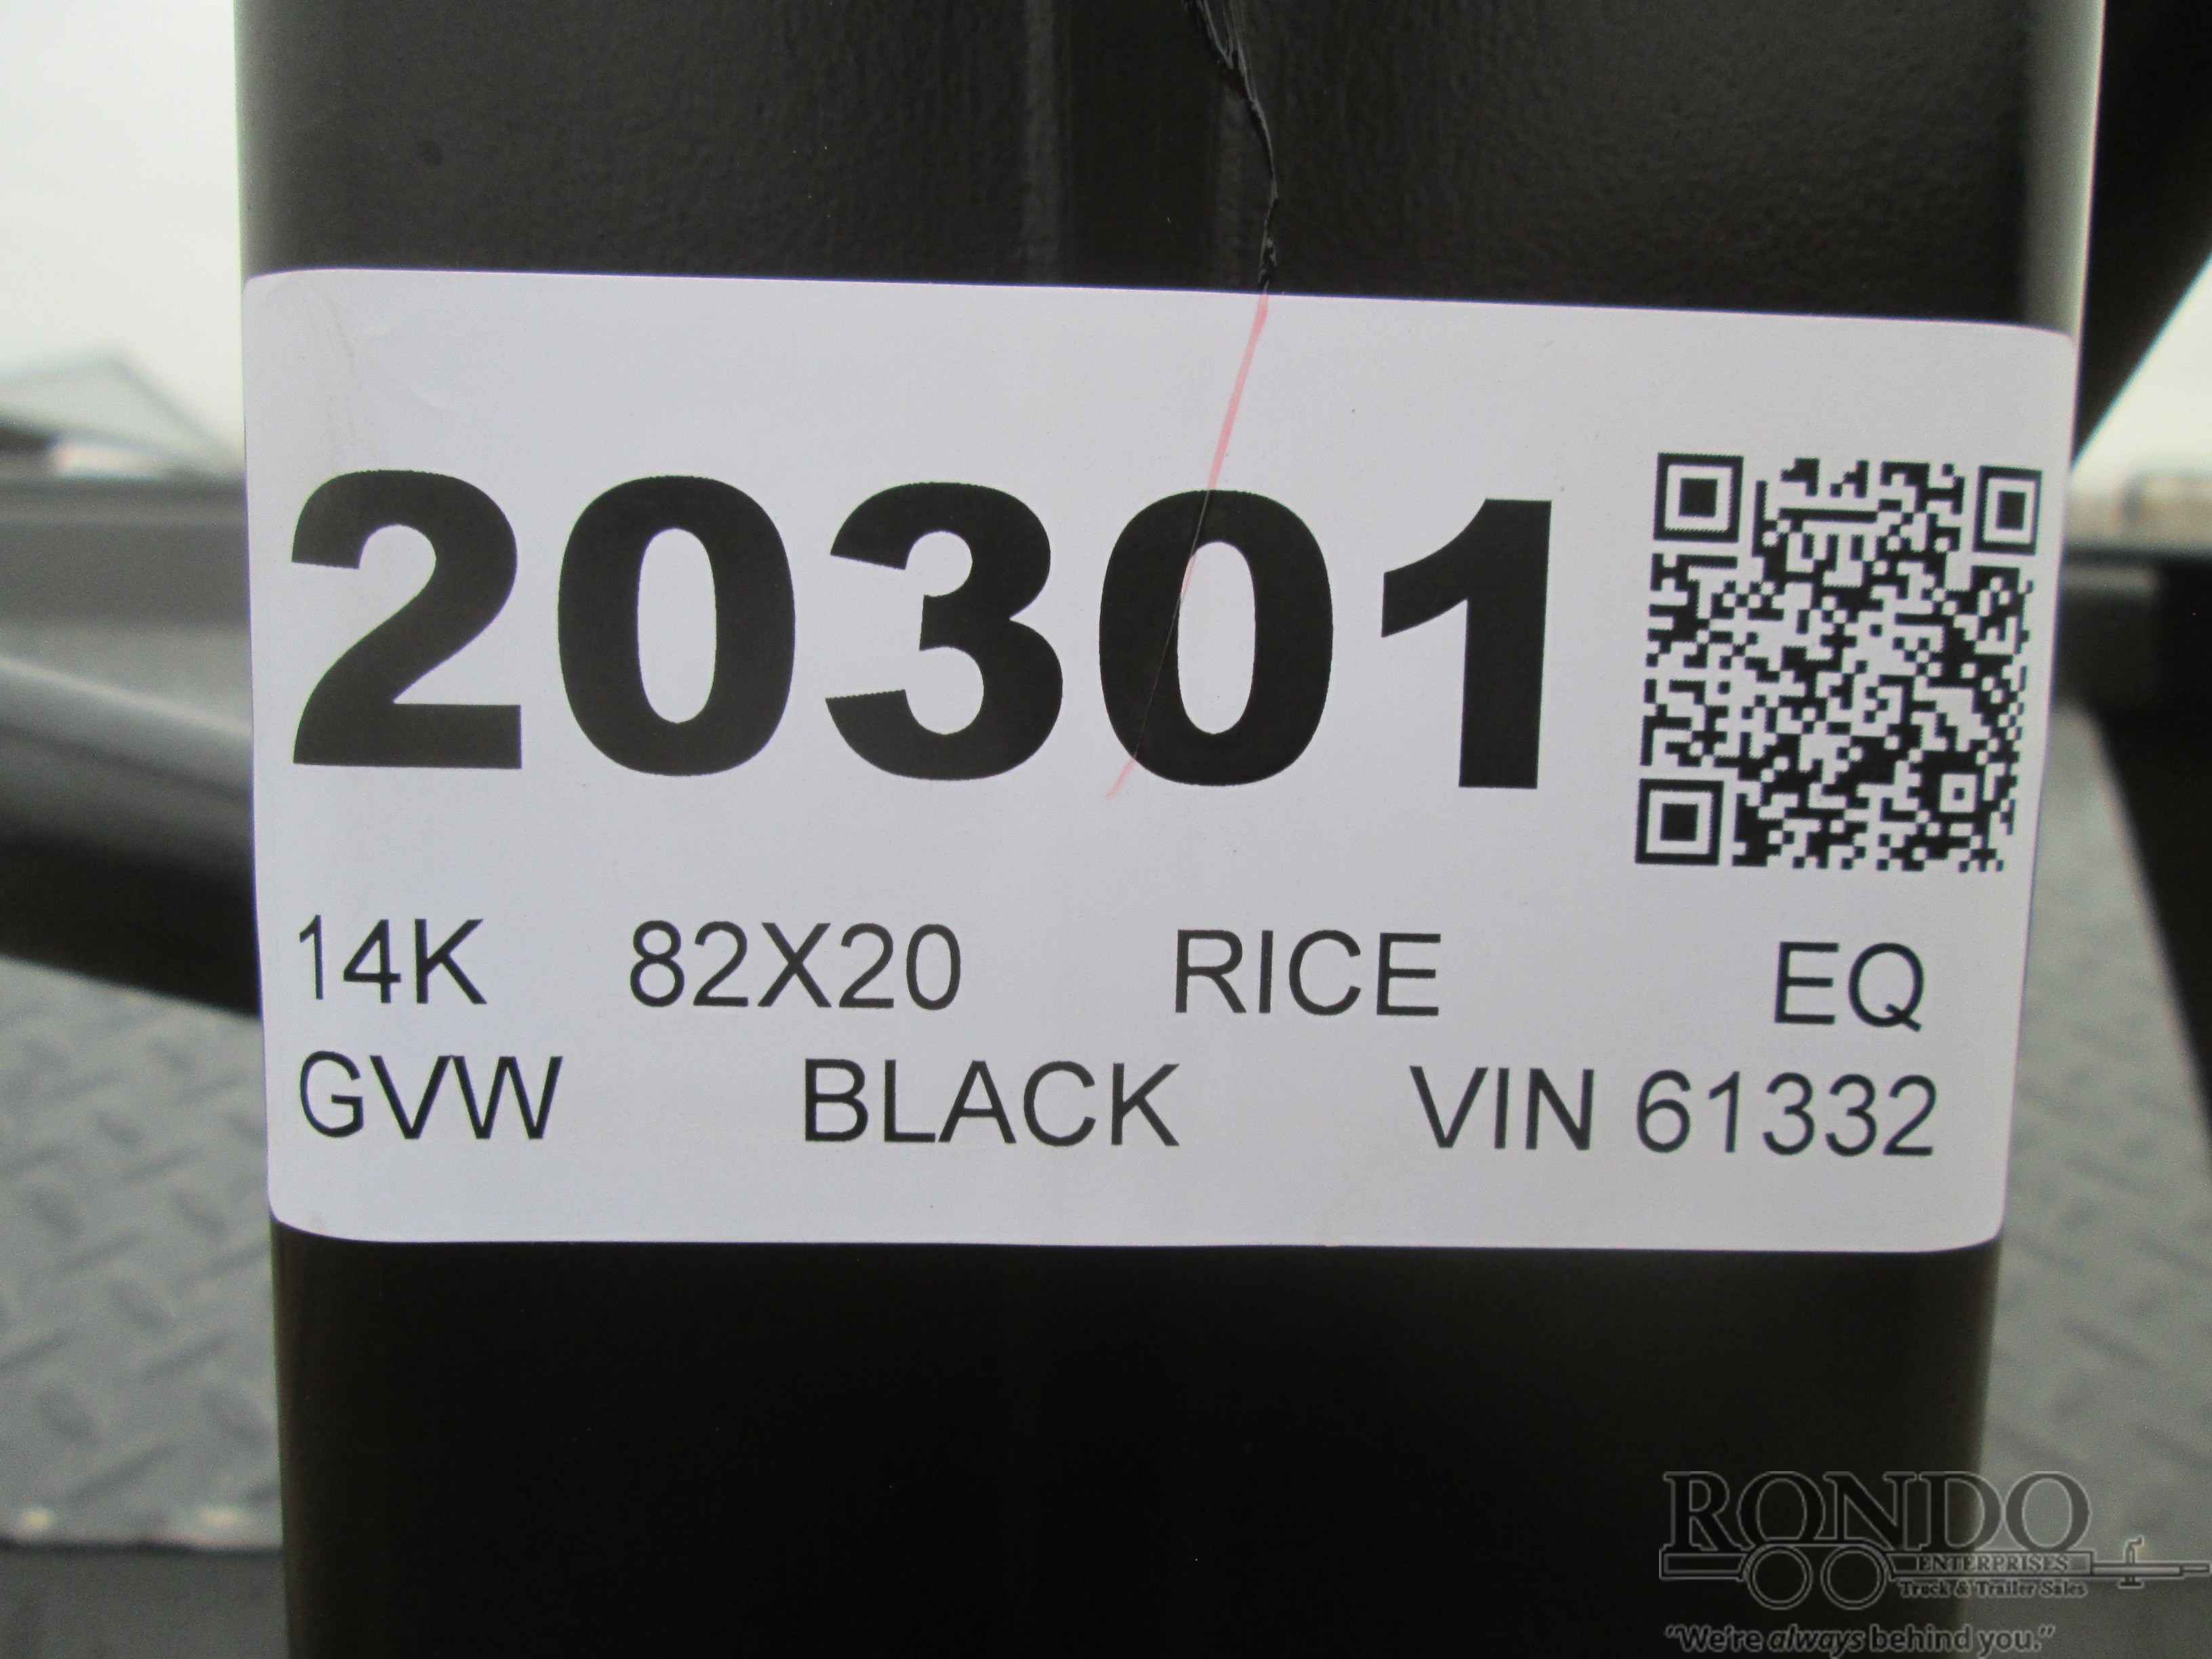 20301
14K 82X20 RICE EQ
GVW BLACK VIN 61332
RONDO
ENTERPRISES
Truck & Trailer Sales
"We're always behind you."